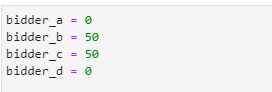 bidder_a = 0
bidder_b = 50
bidder_c = 50
bidder_d = 0